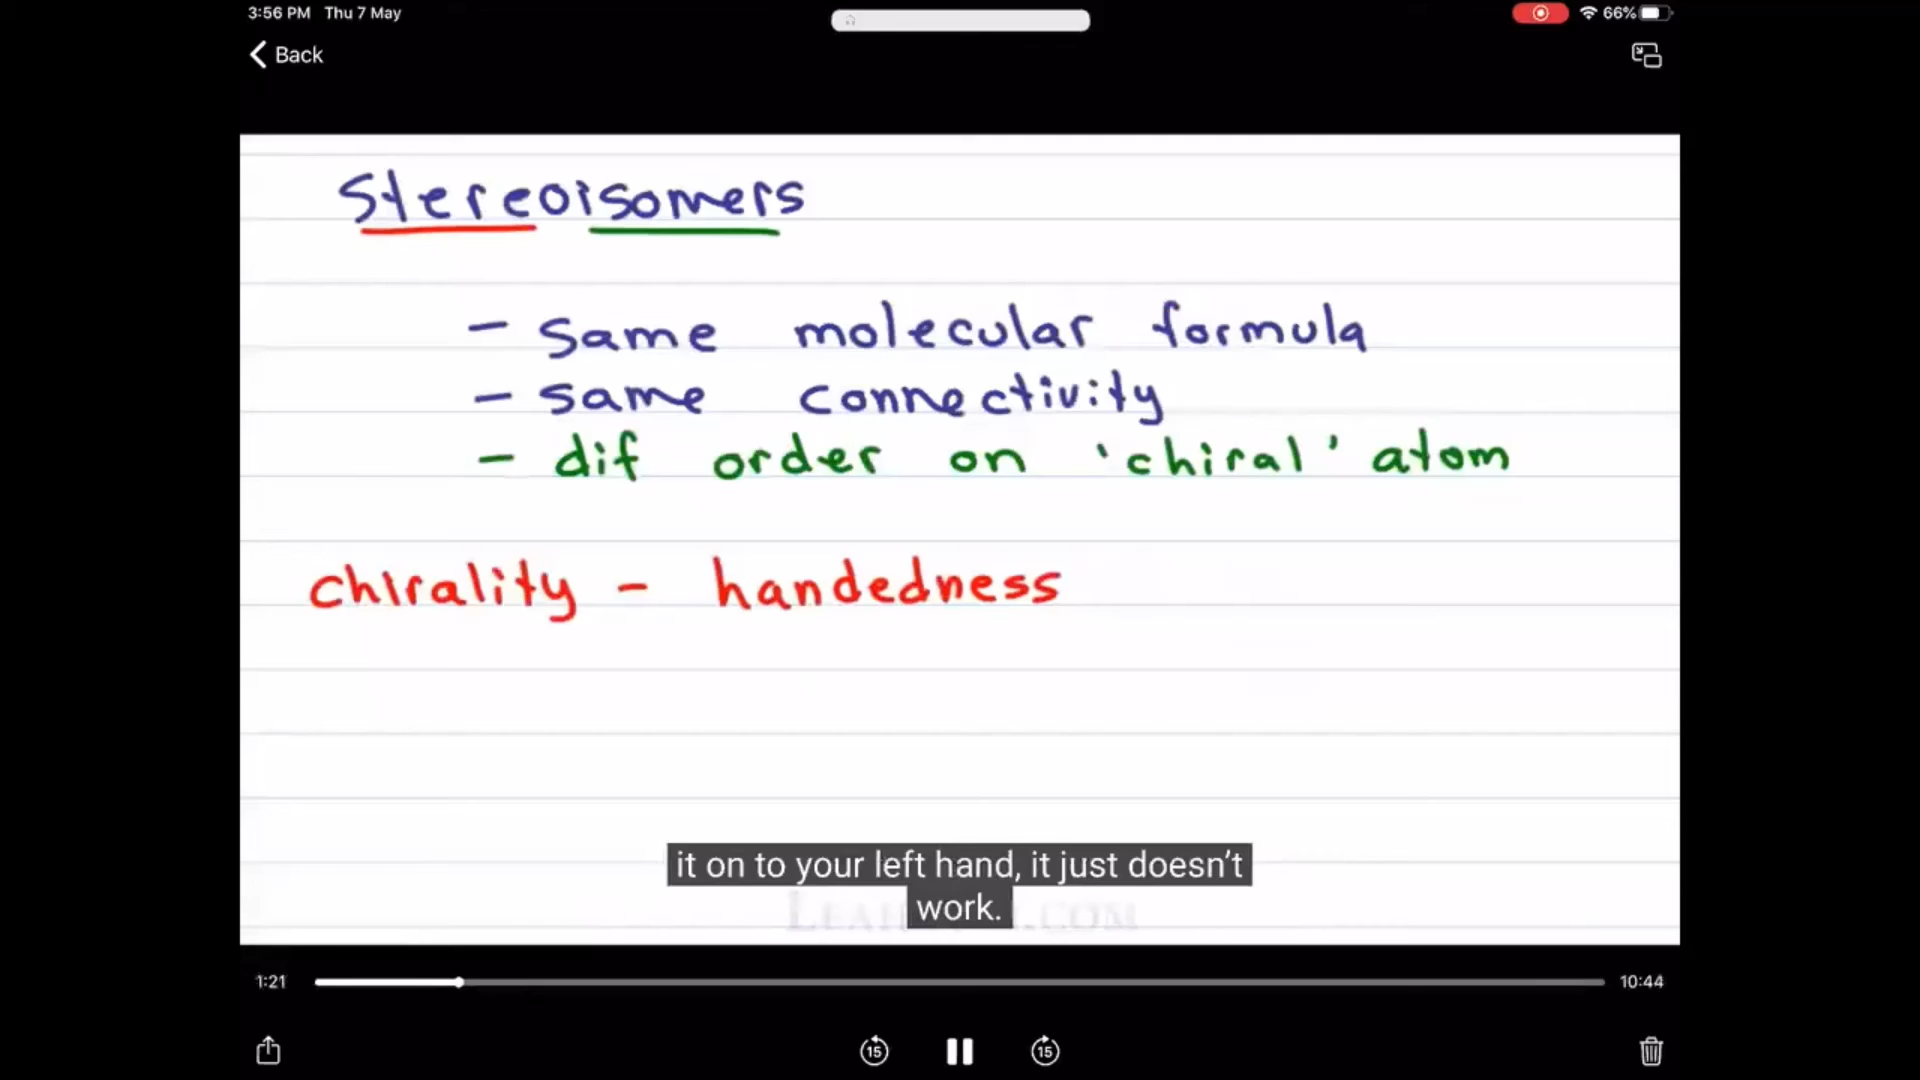 3:56 PM Thu 7 May
66%
Back
Stereoisomers
- same molecular formula
- same connectivity
- dif order on 'chiral' atom
chirality - handedness
it on to your left hand, it just doesn't
work.
1:21
10:44
15
15